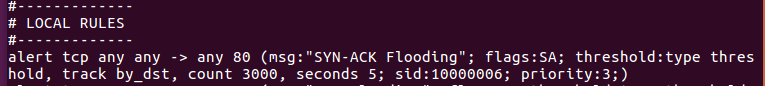 #-------------
# LOCAL RULES
#-------------
alert tcp any any -> any 80 (msg:"SYN-ACK Flooding"; flags:SA; threshold:type thres
hold, track by_dst, count 3000, seconds 5; sid:10000006; priority:3;)